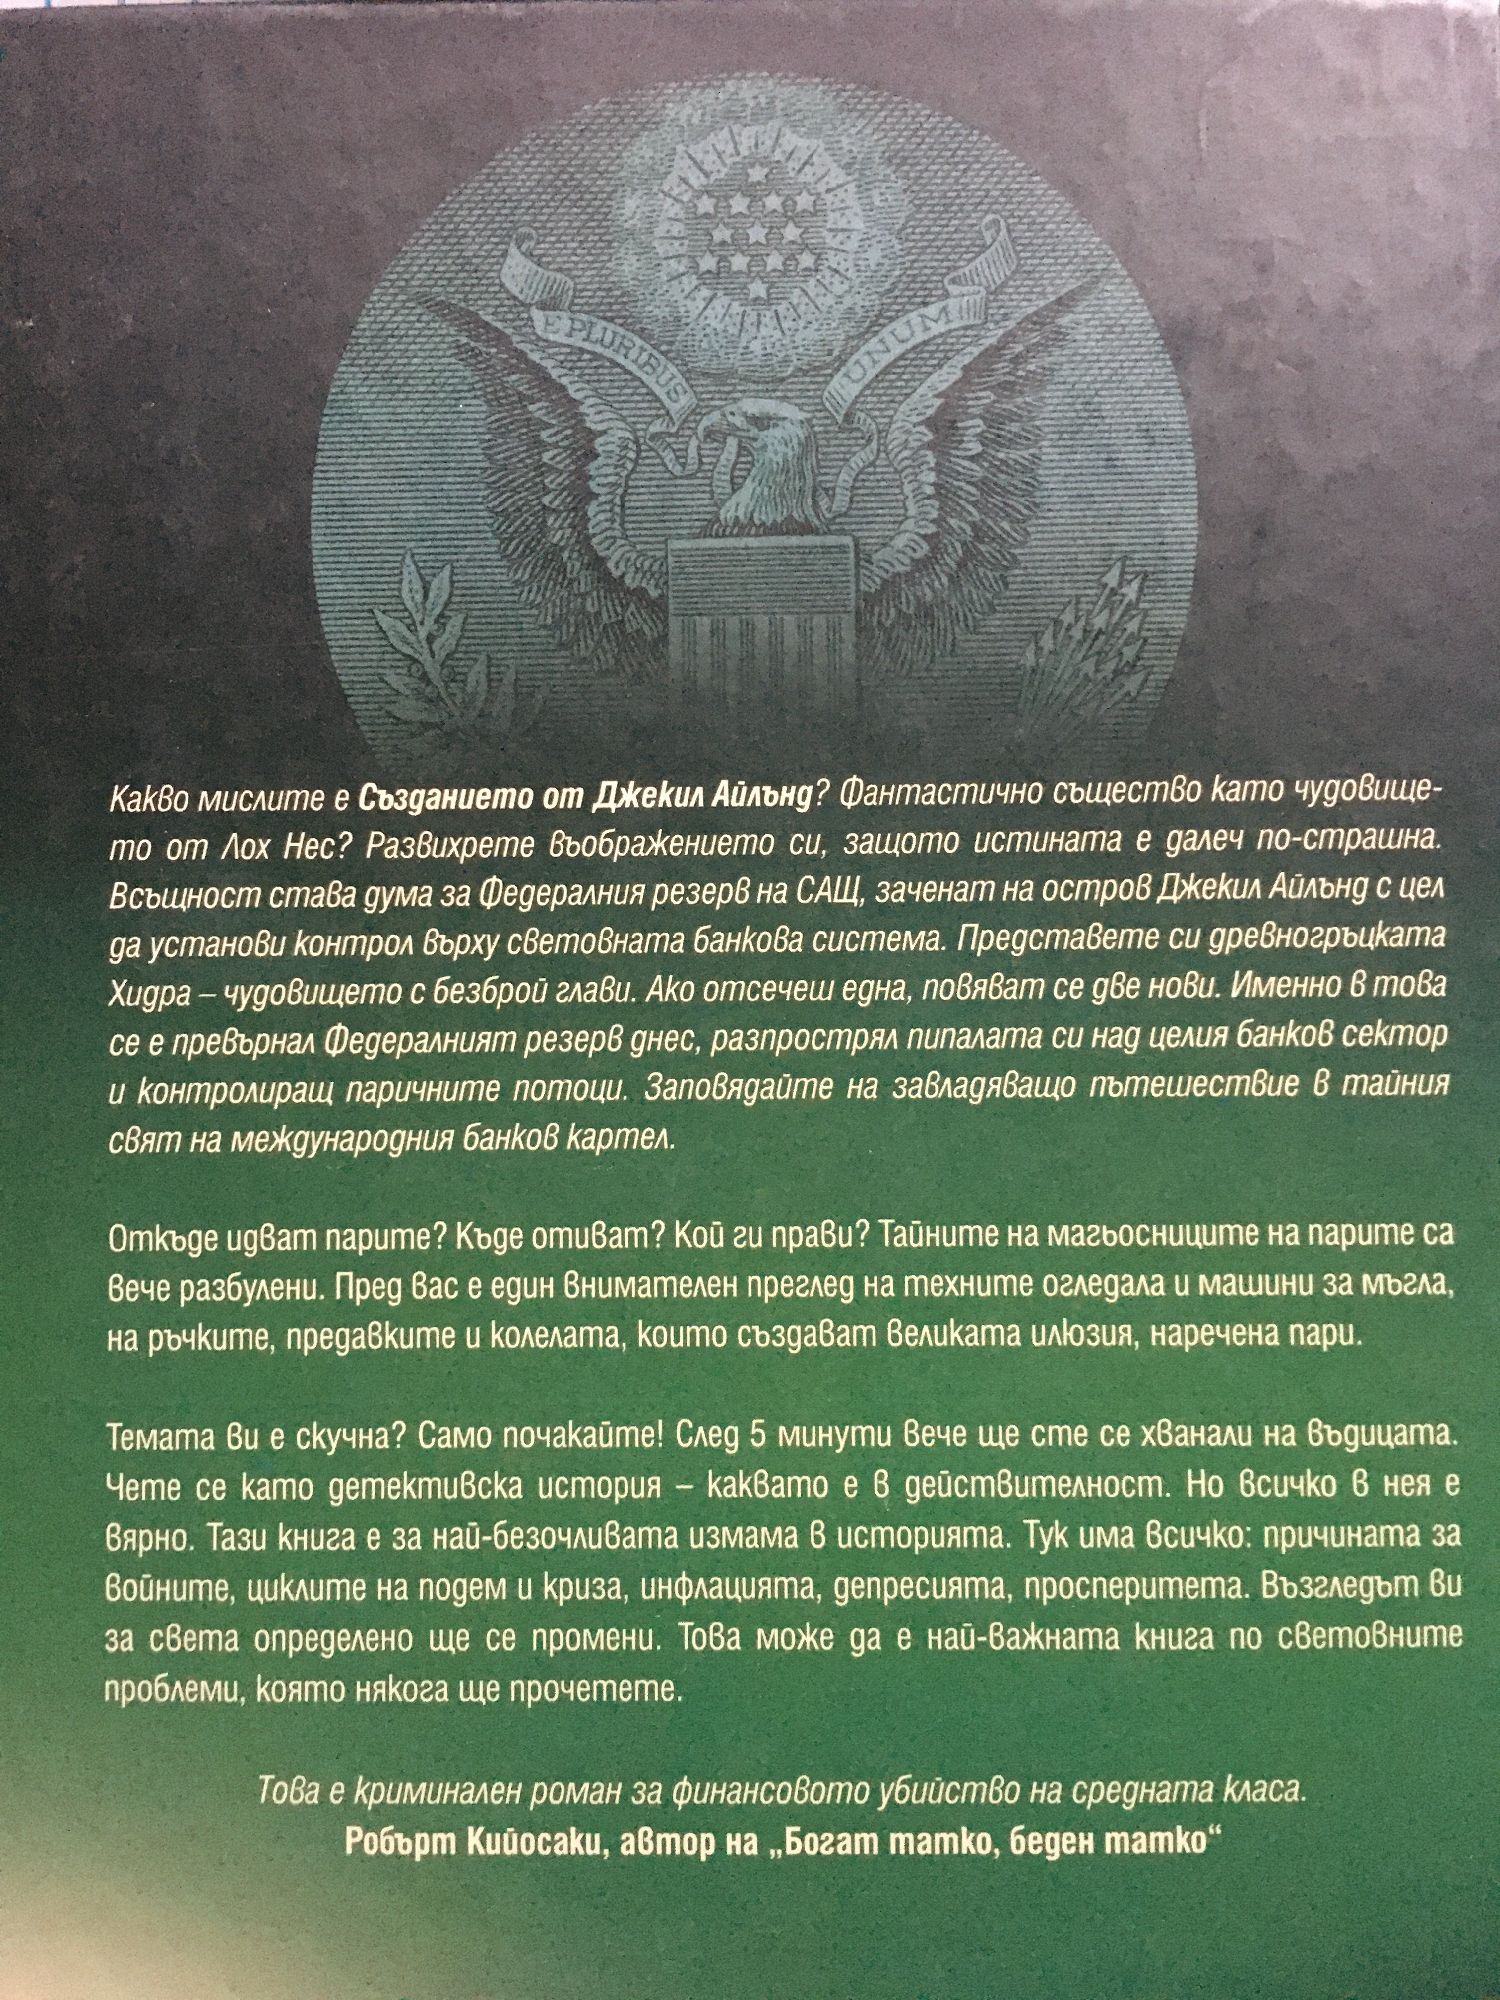 E PLURIBUS UNUM
Какво мислите е Създанието от Джекил Айлънд? Фантастично същество като чудовище-
то от Лох Нес? Развихрете въображението си, защото истината е далеч по-страшна.
Всъщност става дума за Федералния резерв на САЩ, заченат на остров Джекил Айлънд с цел
да установи контрол върху световната банкова система. Представете си древногръцката
Хидра – чудовището с безброй глави. Ако отсечеш една, повяват се две нови. Именно в това
се е превърнал Федералният резерв днес, разпрострял пипалата си над целия банков сектор
и контролиращ паричните потоци. Заповядайте на завладяващо пътешествие в тайния
свят на международния банков картел.
Откъде идват парите? Къде отиват? Кой ги прави? Тайните на магьосниците на парите са
вече разбулени. Пред вас е един внимателен преглед на техните огледала и машини за мъгла,
на ръчките, предавките и колелата, които създават великата илюзия, наречена пари.
Темата ви е скучна? Само почакайте! След 5 минути вече ще сте се хванали на въдицата.
Чете се като детективска история – каквато е в действителност. Но всичко в нея е
вярно. Тази книга е за най-безочливата измама в историята. Тук има всичко: причината за
войните, циклите на подем и криза, инфлацията, депресията, просперитета. Възгледът ви
за света определено ще се промени. Това може да е най-важната книга по световните
проблеми, която някога ще прочетете.
Това е криминален роман за финансовото убийство на средната класа.
Робърт Кийосаки, автор на „Богат татко, беден татко“